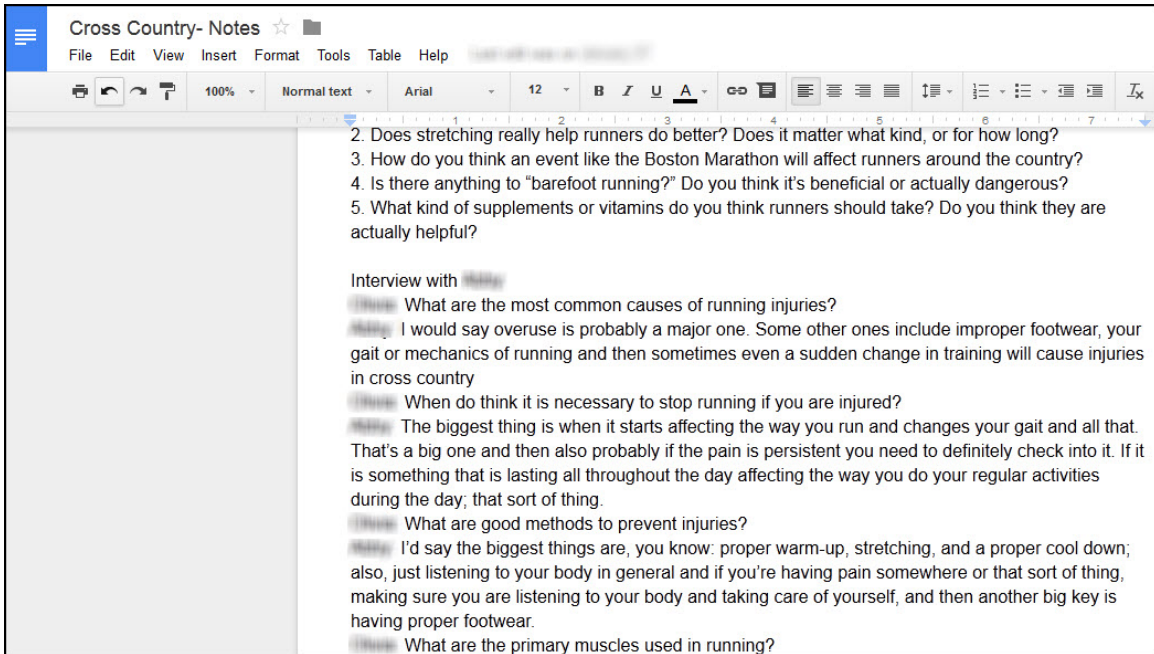 Cross Country- Notes
File Edit View Insert Format Tools Table Help
100% Normal text Arial 12 B I U A Tx
1 2 3 4 5 6 7
2. Does stretching really help runners do better? Does it matter what kind, or for how long?
3. How do you think an event like the Boston Marathon will affect runners around the country?
4. Is there anything to “barefoot running?” Do you think it’s beneficial or actually dangerous?
5. What kind of supplements or vitamins do you think runners should take? Do you think they are
actually helpful?
Interview with
What are the most common causes of running injuries?
I would say overuse is probably a major one. Some other ones include improper footwear, your
gait or mechanics of running and then sometimes even a sudden change in training will cause injuries
in cross country
When do think it is necessary to stop running if you are injured?
The biggest thing is when it starts affecting the way you run and changes your gait and all that.
That’s a big one and then also probably if the pain is persistent you need to definitely check into it. If it
is something that is lasting all throughout the day affecting the way you do your regular activities
during the day; that sort of thing.
What are good methods to prevent injuries?
I’d say the biggest things are, you know: proper warm-up, stretching, and a proper cool down;
also, just listening to your body in general and if you’re having pain somewhere or that sort of thing,
making sure you are listening to your body and taking care of yourself, and then another big key is
having proper footwear.
What are the primary muscles used in running?